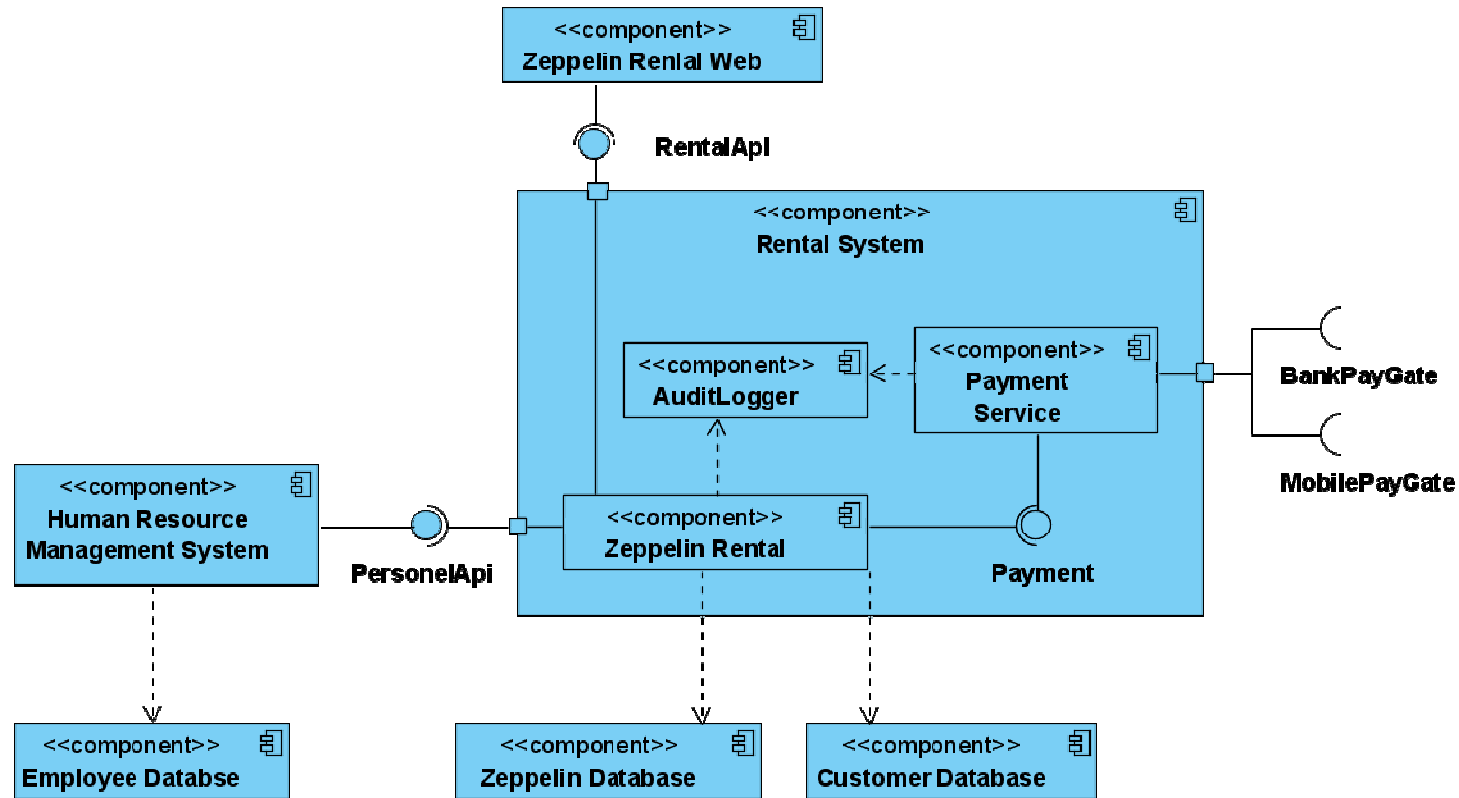 <<component>>
Zeppelin Renlal Web
RentalApI
<<component>>
Rental System
<<component>>
AuditLogger
<<component>>
Payment
Service
BankPayGate
MobilePayGate
<<component>>
Human Resource
Management System
PersonelApi
<<component>>
Zeppelin Rental
Payment
<<component>>
Employee Databse
<<component>>
Zeppelin Database
<<component>>
Customer Database